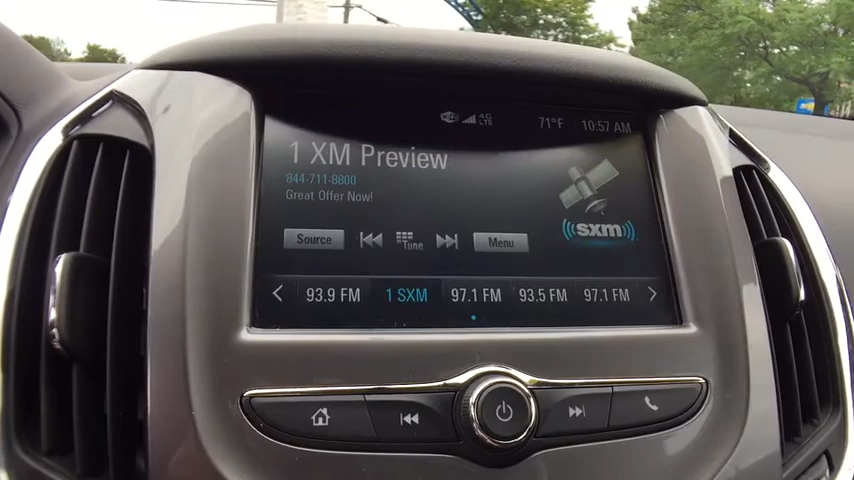 4G LTE 71°F 10:57 AM
1 XM Preview
844-711-8800
Great Offer Now!
sxm
Source Tune Menu
93.9 FM 1 SXM 97.1 FM 93.5 FM 97.1 FM